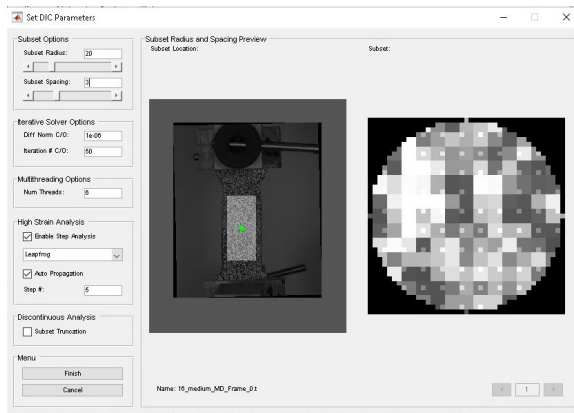 Set DIC Parameters
Subset Options
Subset Radius: 20
Subset Spacing: 3
Iterative Solver Options
Diff Norm C/O: 1e-06
Iteration # C/O: 50
Multithreading Options
Num Threads: 6
High Strain Analysis
Enable Step Analysis
Leapfrog
Auto Propagation
Step #: 5
Discontinuous Analysis
Subset Truncation
Menu
Finish
Cancel
Subset Radius and Spacing Preview
Subset Location: Subset:
Name: 16_medium_MD_Frame_0.t
1